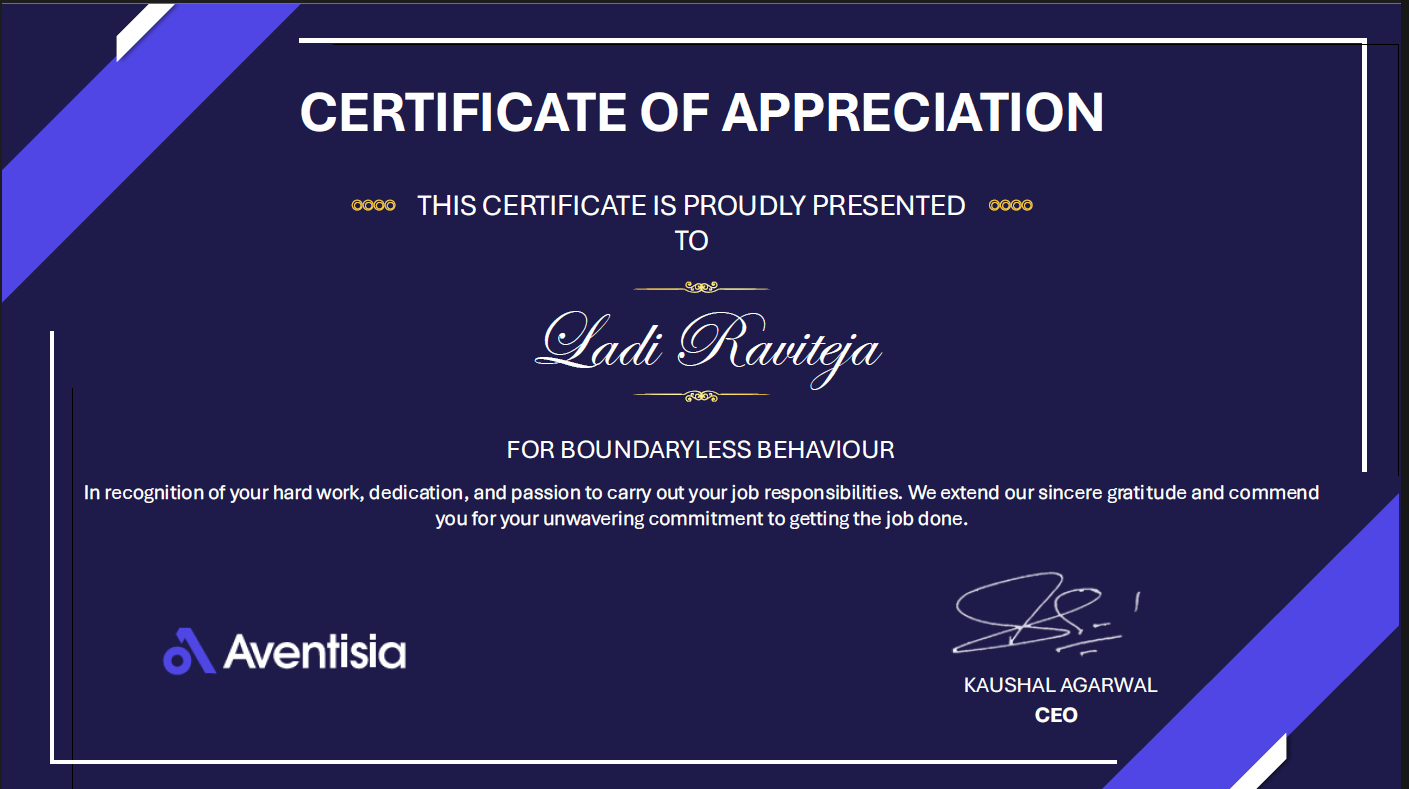 CERTIFICATE OF APPRECIATION
THIS CERTIFICATE IS PROUDLY PRESENTED
TO
Ladi Raviteja
FOR BOUNDARYLESS BEHAVIOUR
In recognition of your hard work, dedication, and passion to carry out your job responsibilities. We extend our sincere gratitude and commend
you for your unwavering commitment to getting the job done.
Aventisia
KAUSHAL AGARWAL
CEO